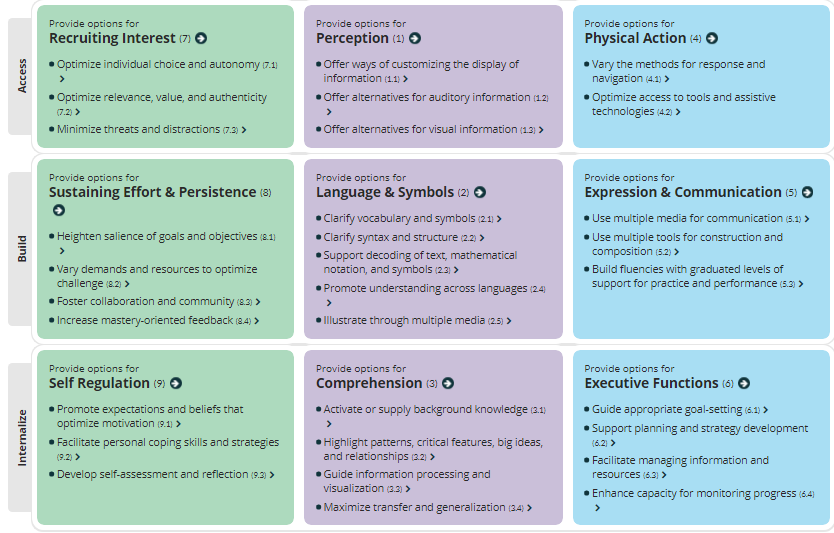 Access
Provide options for
Recruiting Interest (7)
Optimize individual choice and autonomy (7.1)
Optimize relevance, value, and authenticity
(7.2)
Minimize threats and distractions (7.3)
Provide options for
Perception (1)
Offer ways of customizing the display of
information (1.1)
Offer alternatives for auditory information (1.2)
Offer alternatives for visual information (1.3)
Provide options for
Physical Action (4)
Vary the methods for response and
navigation (4.1)
Optimize access to tools and assistive
technologies (4.2)
Build
Provide options for
Sustaining Effort & Persistence (8)
Heighten salience of goals and objectives (8.1)
Vary demands and resources to optimize
challenge (8.2)
Foster collaboration and community (8.3)
Increase mastery-oriented feedback (8.4)
Provide options for
Language & Symbols (2)
Clarify vocabulary and symbols (2.1)
Clarify syntax and structure (2.2)
Support decoding of text, mathematical
notation, and symbols (2.3)
Promote understanding across languages (2.4)
Illustrate through multiple media (2.5)
Provide options for
Expression & Communication (5)
Use multiple media for communication (5.1)
Use multiple tools for construction and
composition (5.2)
Build fluencies with graduated levels of
support for practice and performance (5.3)
Internalize
Provide options for
Self Regulation (9)
Promote expectations and beliefs that
optimize motivation (9.1)
Facilitate personal coping skills and strategies
(9.2)
Develop self-assessment and reflection (9.3)
Provide options for
Comprehension (3)
Activate or supply background knowledge (3.1)
Highlight patterns, critical features, big ideas,
and relationships (3.2)
Guide information processing and
visualization (3.3)
Maximize transfer and generalization (3.4)
Provide options for
Executive Functions (6)
Guide appropriate goal-setting (6.1)
Support planning and strategy development
(6.2)
Facilitate managing information and
resources (6.3)
Enhance capacity for monitoring progress (6.4)